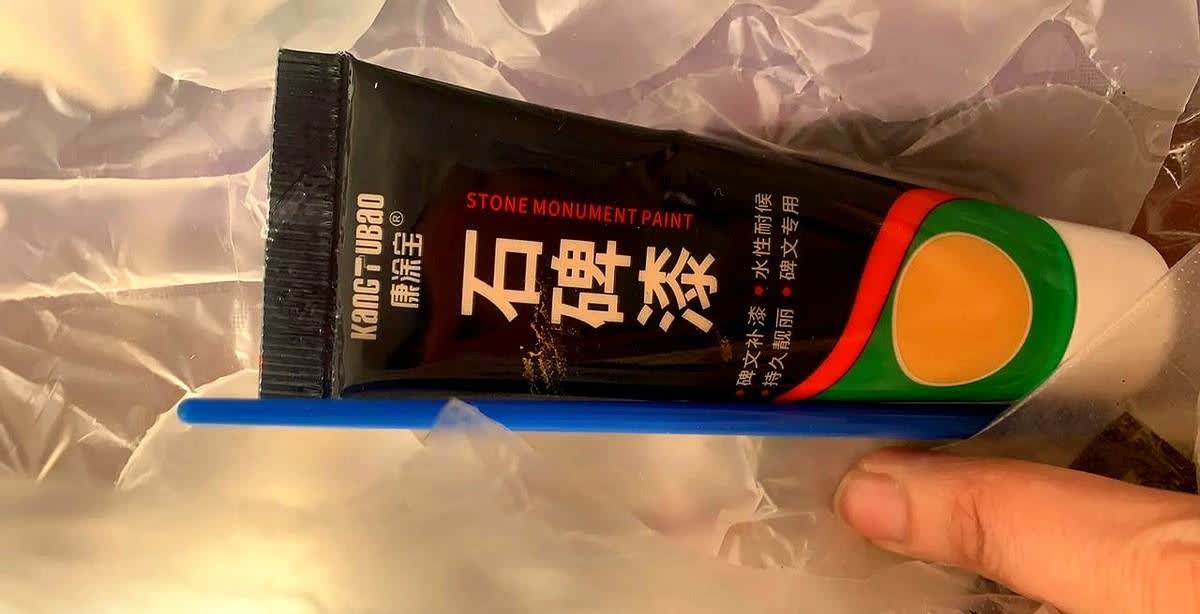 KangTuBao
康涂宝®
STONE MONUMENT PAINT
石碑漆
•碑文补漆 •水性耐候
•持久靓丽 •碑文专用